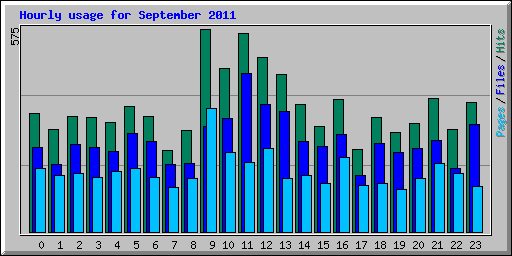 Hourly usage for September 2011
575
Pages / Files / Hits
0 1 2 3 4 5 6 7 8 9 10 11 12 13 14 15 16 17 18 19 20 21 22 23